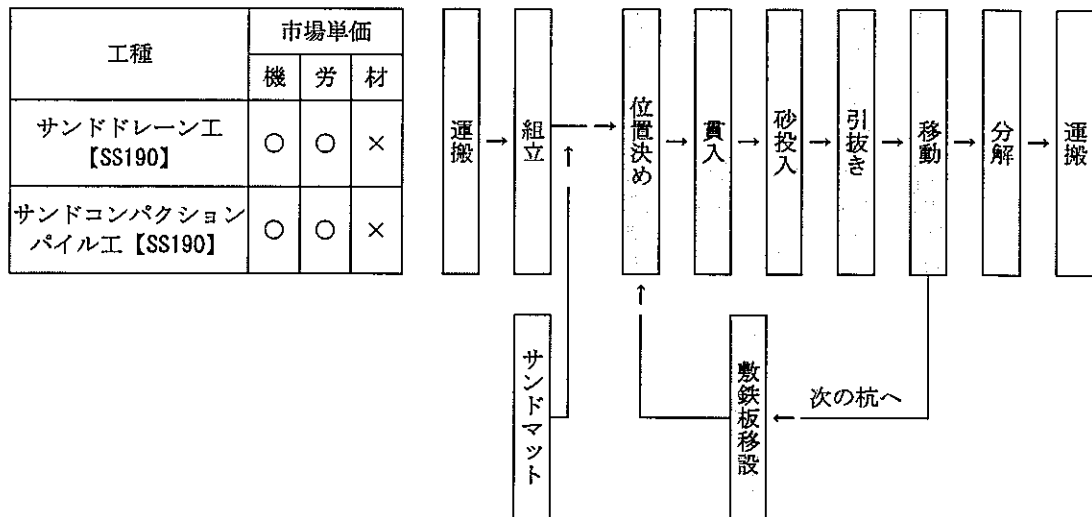 工種
市場単価
機 労 材
サンドドレーン工
【SS190】
○ ○ ×
サンドコンパクション
パイル工【SS190】
○ ○ ×
運搬
組立
位置決め
貫入
砂投入
引抜き
移動
分解
運搬
サンドマット
敷鉄板移設
次の杭へ